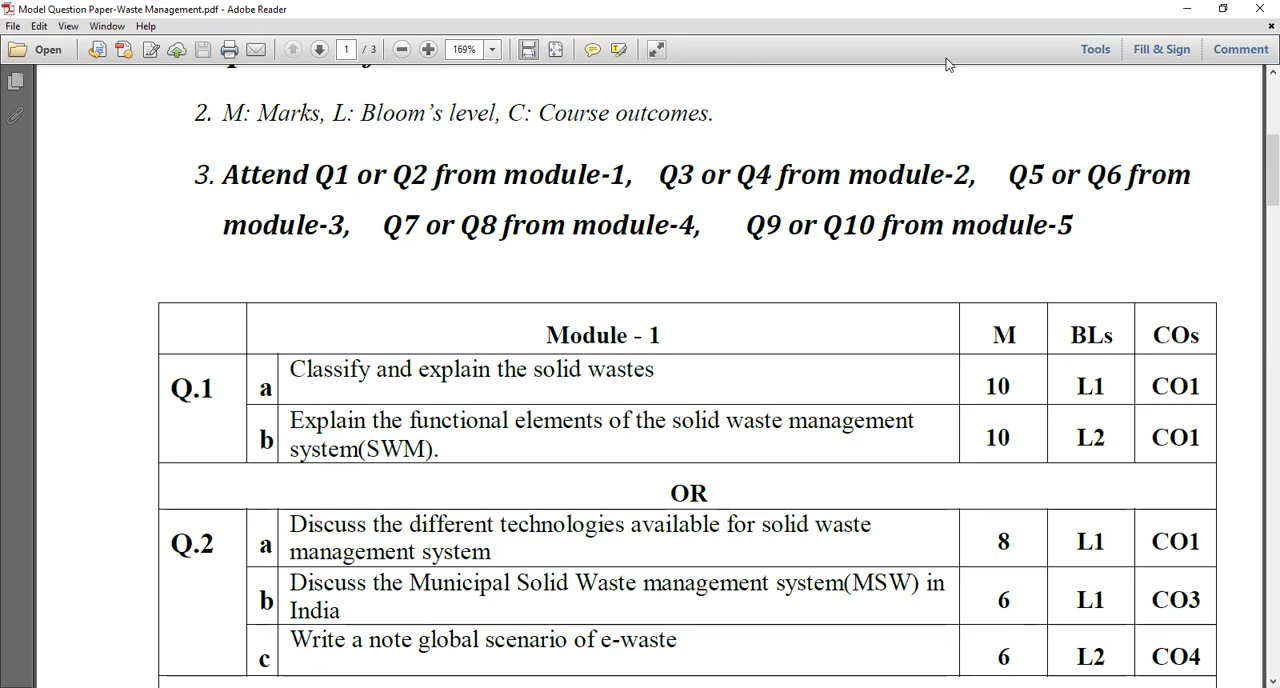 Model Question Paper-Waste Management.pdf - Adobe Reader
File Edit View Window Help
Open 1 / 3 169% Tools Fill & Sign Comment
2. M: Marks, L: Bloom's level, C: Course outcomes.
3. Attend Q1 or Q2 from module-1, Q3 or Q4 from module-2, Q5 or Q6 from
module-3, Q7 or Q8 from module-4, Q9 or Q10 from module-5
Module - 1 M BLs COs
Q.1 a Classify and explain the solid wastes 10 L1 CO1
b Explain the functional elements of the solid waste management
system(SWM). 10 L2 CO1
OR
Q.2 a Discuss the different technologies available for solid waste
management system 8 L1 CO1
b Discuss the Municipal Solid Waste management system(MSW) in
India 6 L1 CO3
c Write a note global scenario of e-waste 6 L2 CO4